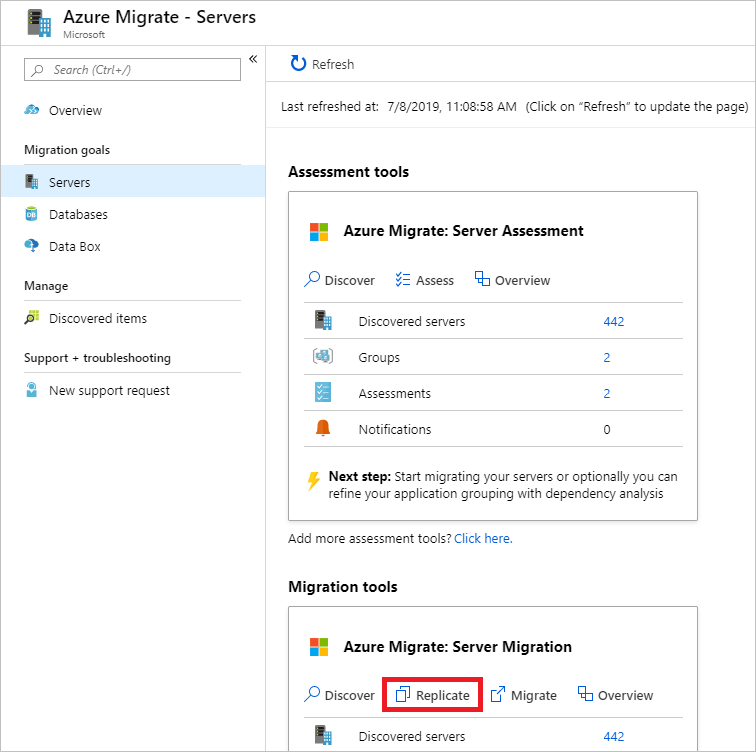 Azure Migrate - Servers
Microsoft
Search (Ctrl+/)
«
Overview
Migration goals
Servers
Databases
Data Box
Manage
Discovered items
Support + troubleshooting
New support request
Refresh
Last refreshed at: 7/8/2019, 11:08:58 AM (Click on “Refresh” to update the page)
Assessment tools
Azure Migrate: Server Assessment
Discover Assess Overview
Discovered servers 442
Groups 2
Assessments 2
Notifications 0
Next step: Start migrating your servers or optionally you can
refine your application grouping with dependency analysis
Add more assessment tools? Click here.
Migration tools
Azure Migrate: Server Migration
Discover Replicate Migrate Overview
Discovered servers 442